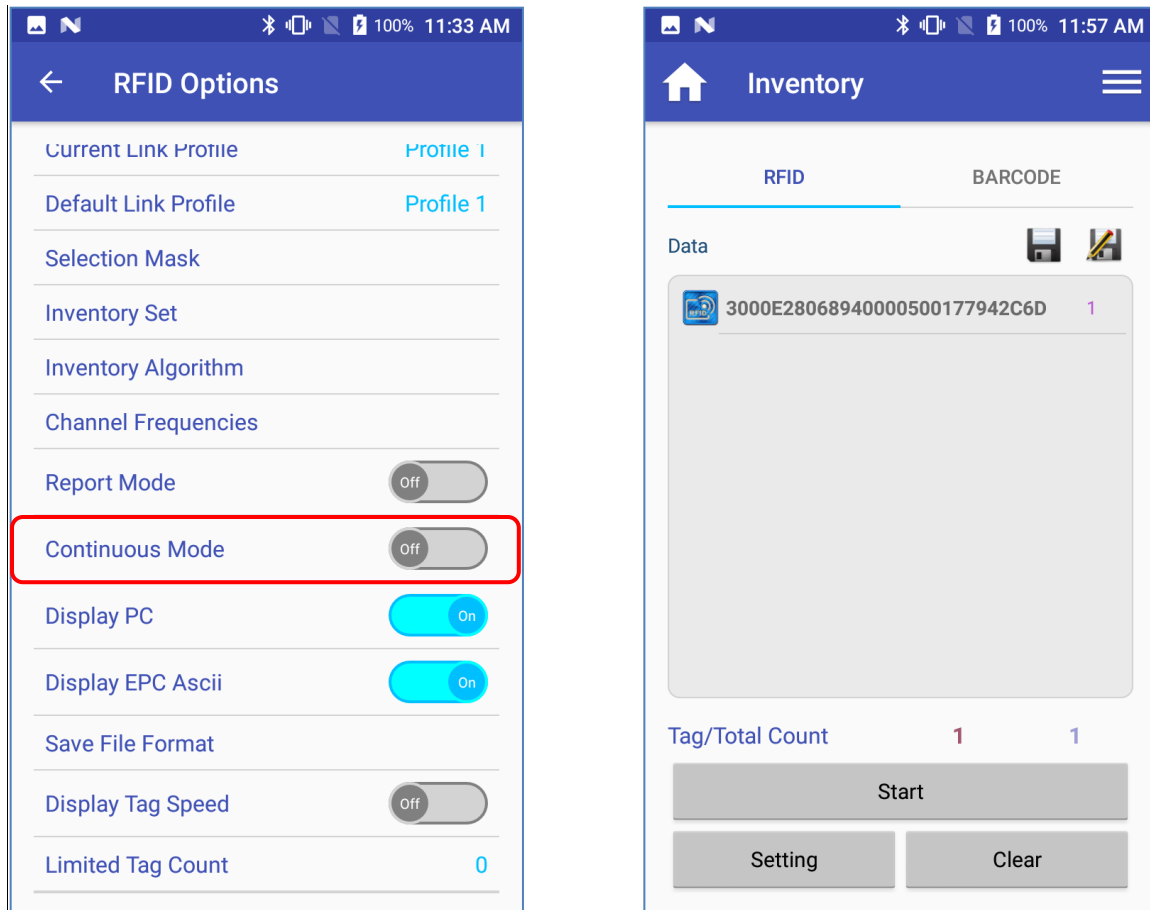 100% 11:33 AM
RFID Options
Current Link Profile Profile 1
Default Link Profile Profile 1
Selection Mask
Inventory Set
Inventory Algorithm
Channel Frequencies
Report Mode Off
Continuous Mode Off
Display PC On
Display EPC Ascii On
Save File Format
Display Tag Speed Off
Limited Tag Count 0
100% 11:57 AM
Inventory
RFID BARCODE
Data
RFID 3000E28068940000500177942C6D 1
Tag/Total Count 1 1
Start
Setting Clear